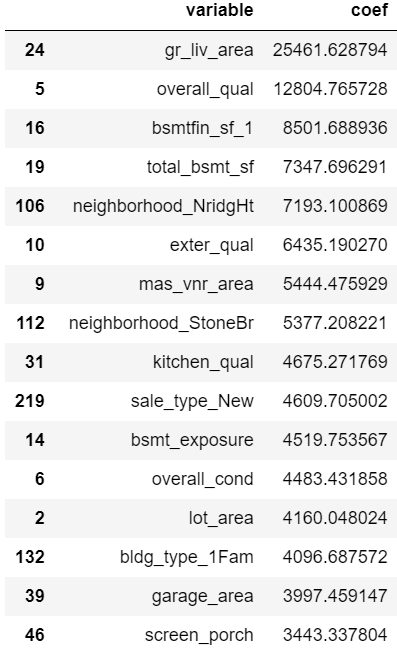 variable coef
24 gr_liv_area 25461.628794
5 overall_qual 12804.765728
16 bsmtfin_sf_1 8501.688936
19 total_bsmt_sf 7347.696291
106 neighborhood_NridgHt 7193.100869
10 exter_qual 6435.190270
9 mas_vnr_area 5444.475929
112 neighborhood_StoneBr 5377.208221
31 kitchen_qual 4675.271769
219 sale_type_New 4609.705002
14 bsmt_exposure 4519.753567
6 overall_cond 4483.431858
2 lot_area 4160.048024
132 bldg_type_1Fam 4096.687572
39 garage_area 3997.459147
46 screen_porch 3443.337804